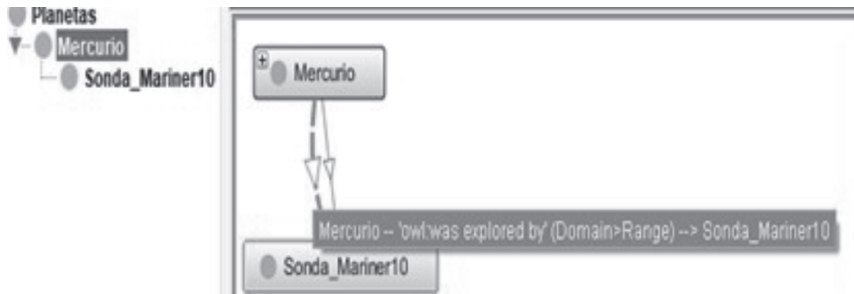 Planetas
Mercurio
Sonda_Mariner10
Mercurio
Mercurio -- 'owl:was explored by' (Domain>Range) --> Sonda_Mariner10
Sonda_Mariner10